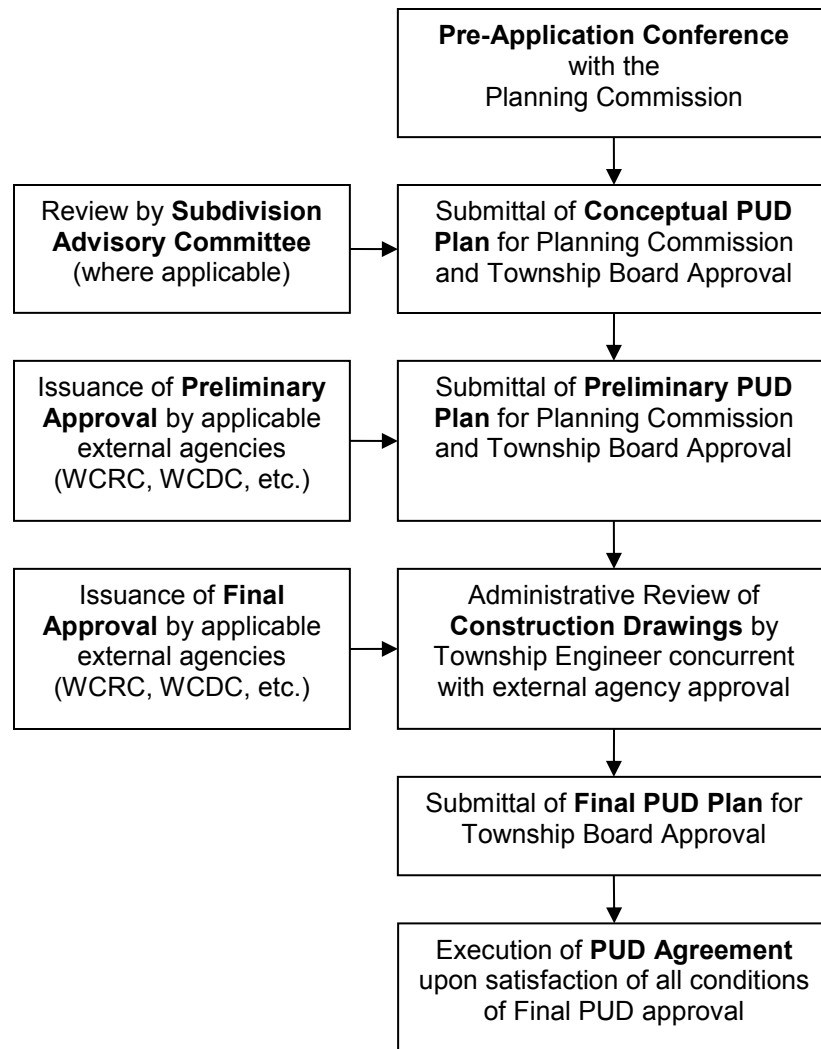 Pre-Application Conference
with the
Planning Commission
Review by Subdivision
Advisory Committee
(where applicable)
Submittal of Conceptual PUD
Plan for Planning Commission
and Township Board Approval
Issuance of Preliminary
Approval by applicable
external agencies
(WCRC, WCDC, etc.)
Submittal of Preliminary PUD
Plan for Planning Commission
and Township Board Approval
Issuance of Final
Approval by applicable
external agencies
(WCRC, WCDC, etc.)
Administrative Review of
Construction Drawings by
Township Engineer concurrent
with external agency approval
Submittal of Final PUD Plan for
Township Board Approval
Execution of PUD Agreement
upon satisfaction of all conditions
of Final PUD approval